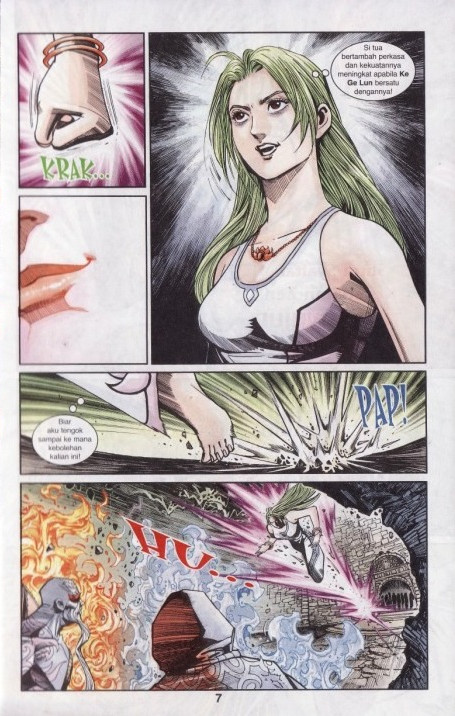 KRAK...
Si tua
bertambah perkasa
dan kekuatannya
meningkat apabila Ke
Ge Lun bersatu
dengannya!
PAP!
Biar
aku tengok
sampai ke mana
kebolehan
kalian ini!
HU...
7